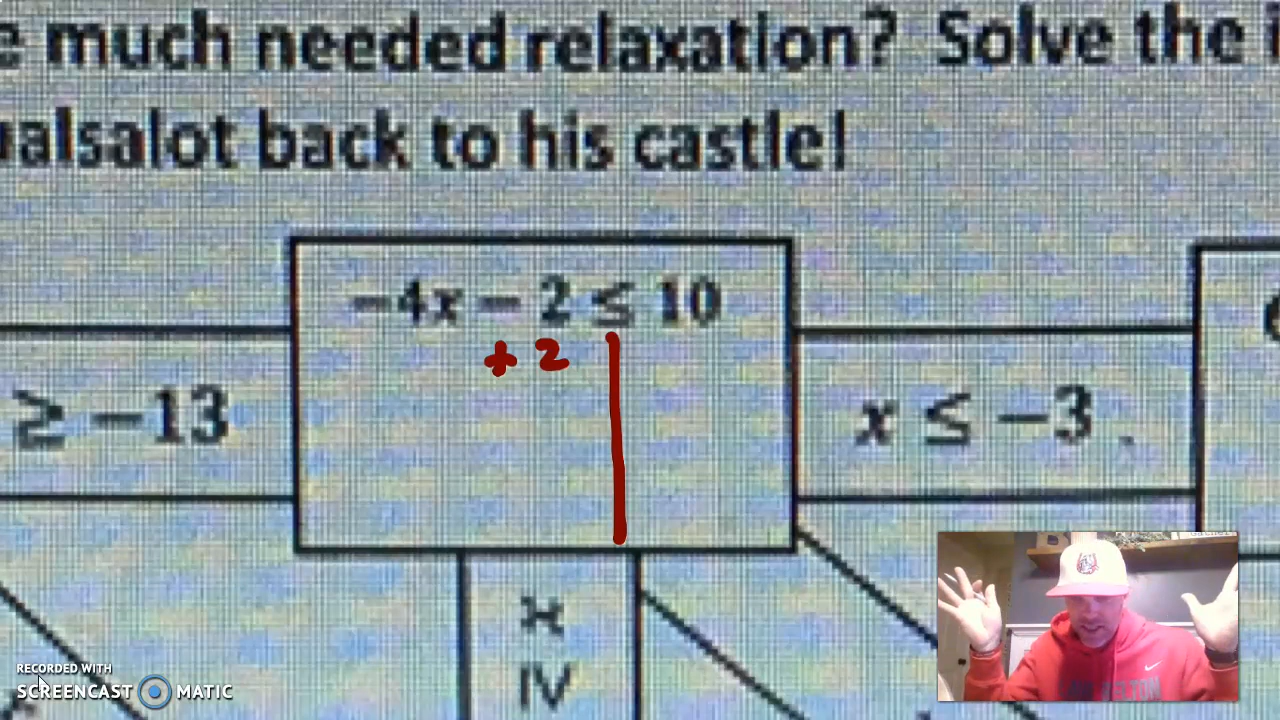 much needed relaxation? Solve the
back to his castle!
-4x - 2 ≤ 10
+ 2
≥ -13
x ≤ -3
RECORDED WITH
SCREENCAST MATIC